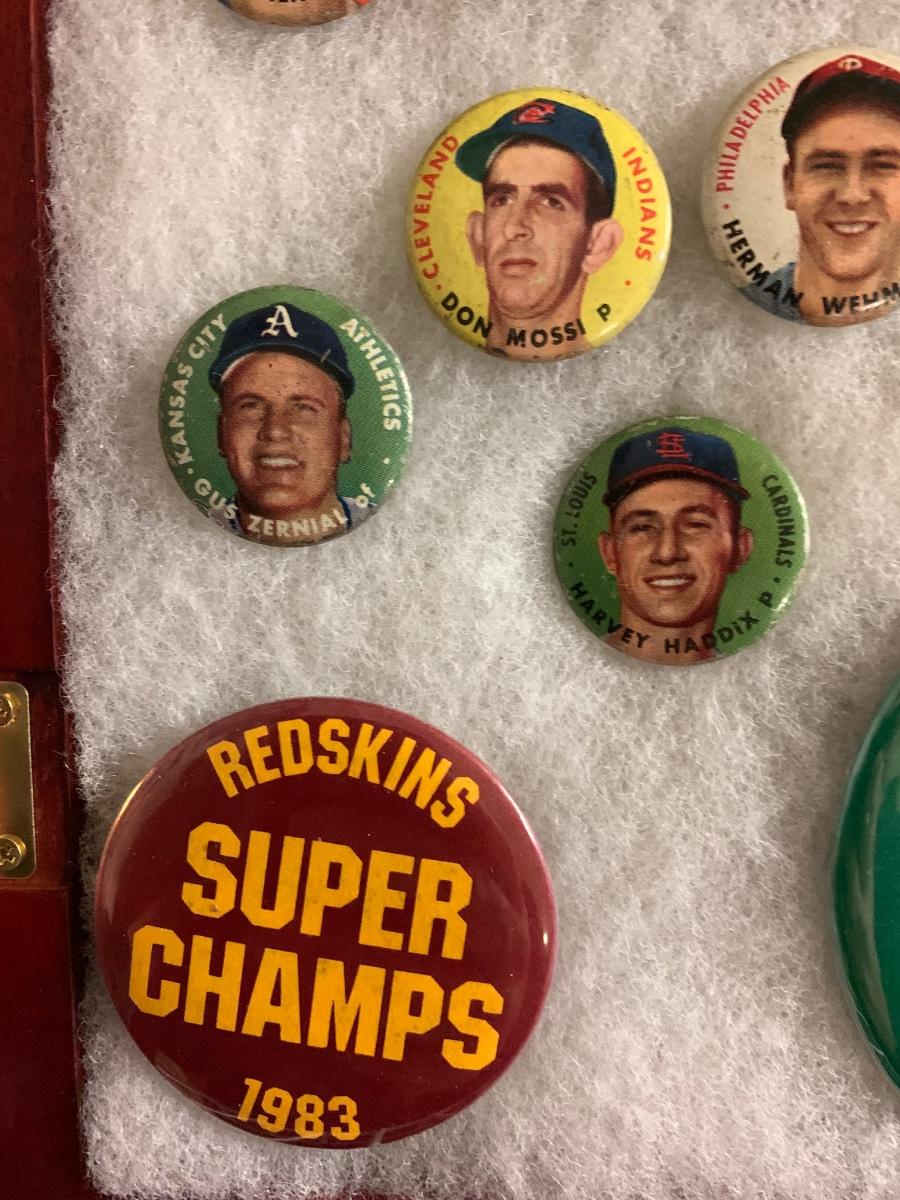 CLEVELAND INDIANS
DON MOSSI P
PHILADELPHIA
HERMAN
P
KANSAS CITY ATHLETICS
A
GUS ZERNIAL OF
ST. LOUIS CARDINALS
STL
HARVEY HADDIX P
REDSKINS
SUPER
CHAMPS
1983